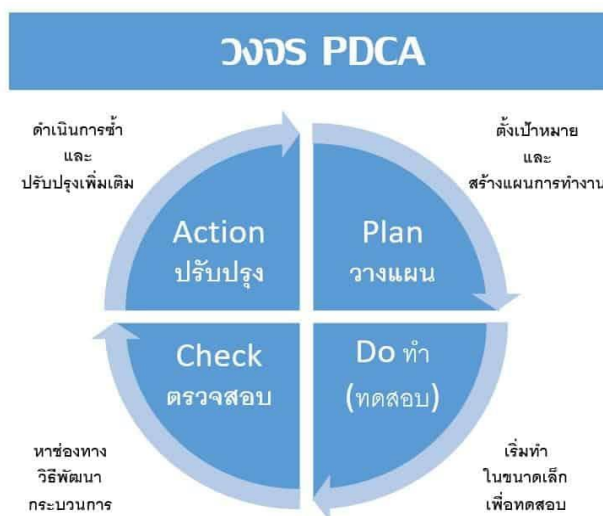 วงจร PDCA
ดำเนินการซ้ำ
และ
ปรับปรุงเพิ่มเติม
ตั้งเป้าหมาย
และ
สร้างแผนการทำงาน
Action
ปรับปรุง
Plan
วางแผน
Check
ตรวจสอบ
Do ทำ
(ทดสอบ)
หาช่องทาง
วิธีพัฒนา
กระบวนการ
เริ่มทำ
ในขนาดเล็ก
เพื่อทดสอบ